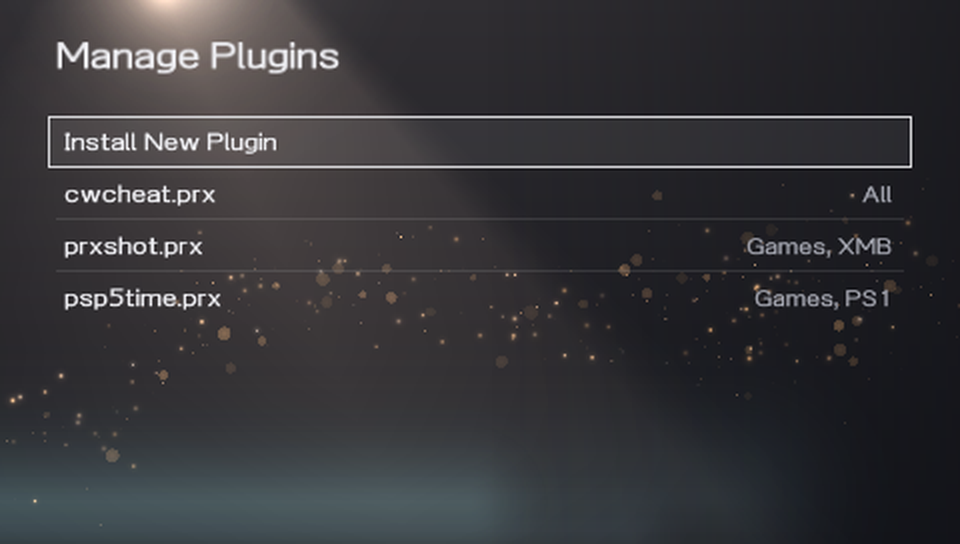 Manage Plugins
Install New Plugin
cwcheat.prx All
prxshot.prx Games, XMB
psp5time.prx Games, PS1